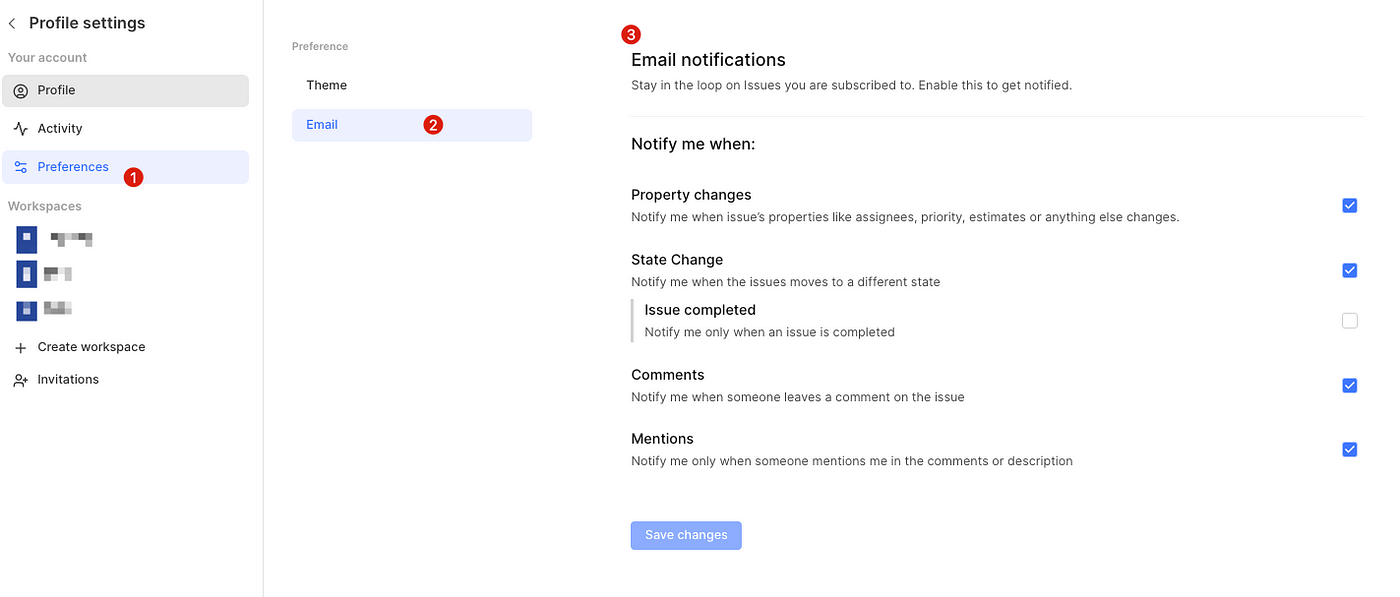 Profile settings
Your account
Profile
Activity
Preferences
1
Workspaces
Create workspace
Invitations
Preference
Theme
Email
2
3
Email notifications
Stay in the loop on Issues you are subscribed to. Enable this to get notified.
Notify me when:
Property changes
Notify me when issue’s properties like assignees, priority, estimates or anything else changes.
State Change
Notify me when the issues moves to a different state
Issue completed
Notify me only when an issue is completed
Comments
Notify me when someone leaves a comment on the issue
Mentions
Notify me only when someone mentions me in the comments or description
Save changes